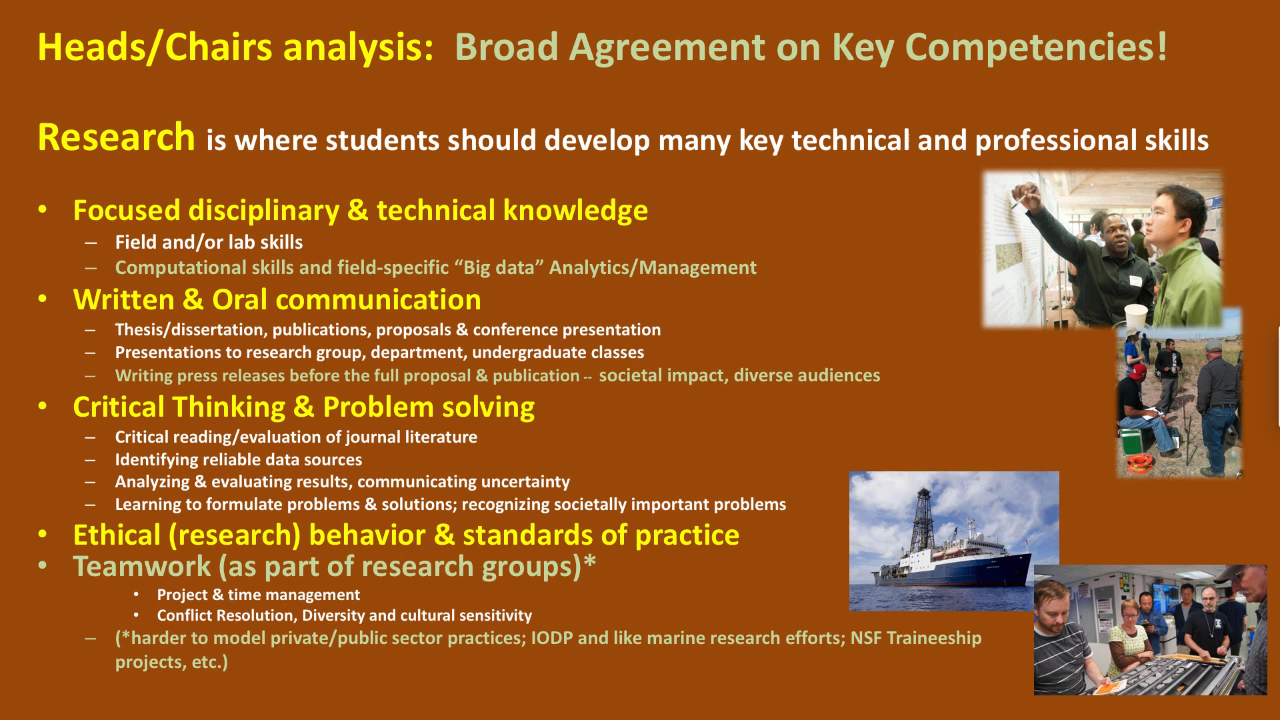 Heads/Chairs analysis: Broad Agreement on Key Competencies!
Research is where students should develop many key technical and professional skills
• Focused disciplinary & technical knowledge
– Field and/or lab skills
– Computational skills and field-specific “Big data” Analytics/Management
• Written & Oral communication
– Thesis/dissertation, publications, proposals & conference presentation
– Presentations to research group, department, undergraduate classes
– Writing press releases before the full proposal & publication -- societal impact, diverse audiences
• Critical Thinking & Problem solving
– Critical reading/evaluation of journal literature
– Identifying reliable data sources
– Analyzing & evaluating results, communicating uncertainty
– Learning to formulate problems & solutions; recognizing societally important problems
• Ethical (research) behavior & standards of practice
• Teamwork (as part of research groups)*
• Project & time management
• Conflict Resolution, Diversity and cultural sensitivity
– (*harder to model private/public sector practices; IODP and like marine research efforts; NSF Traineeship
projects, etc.)